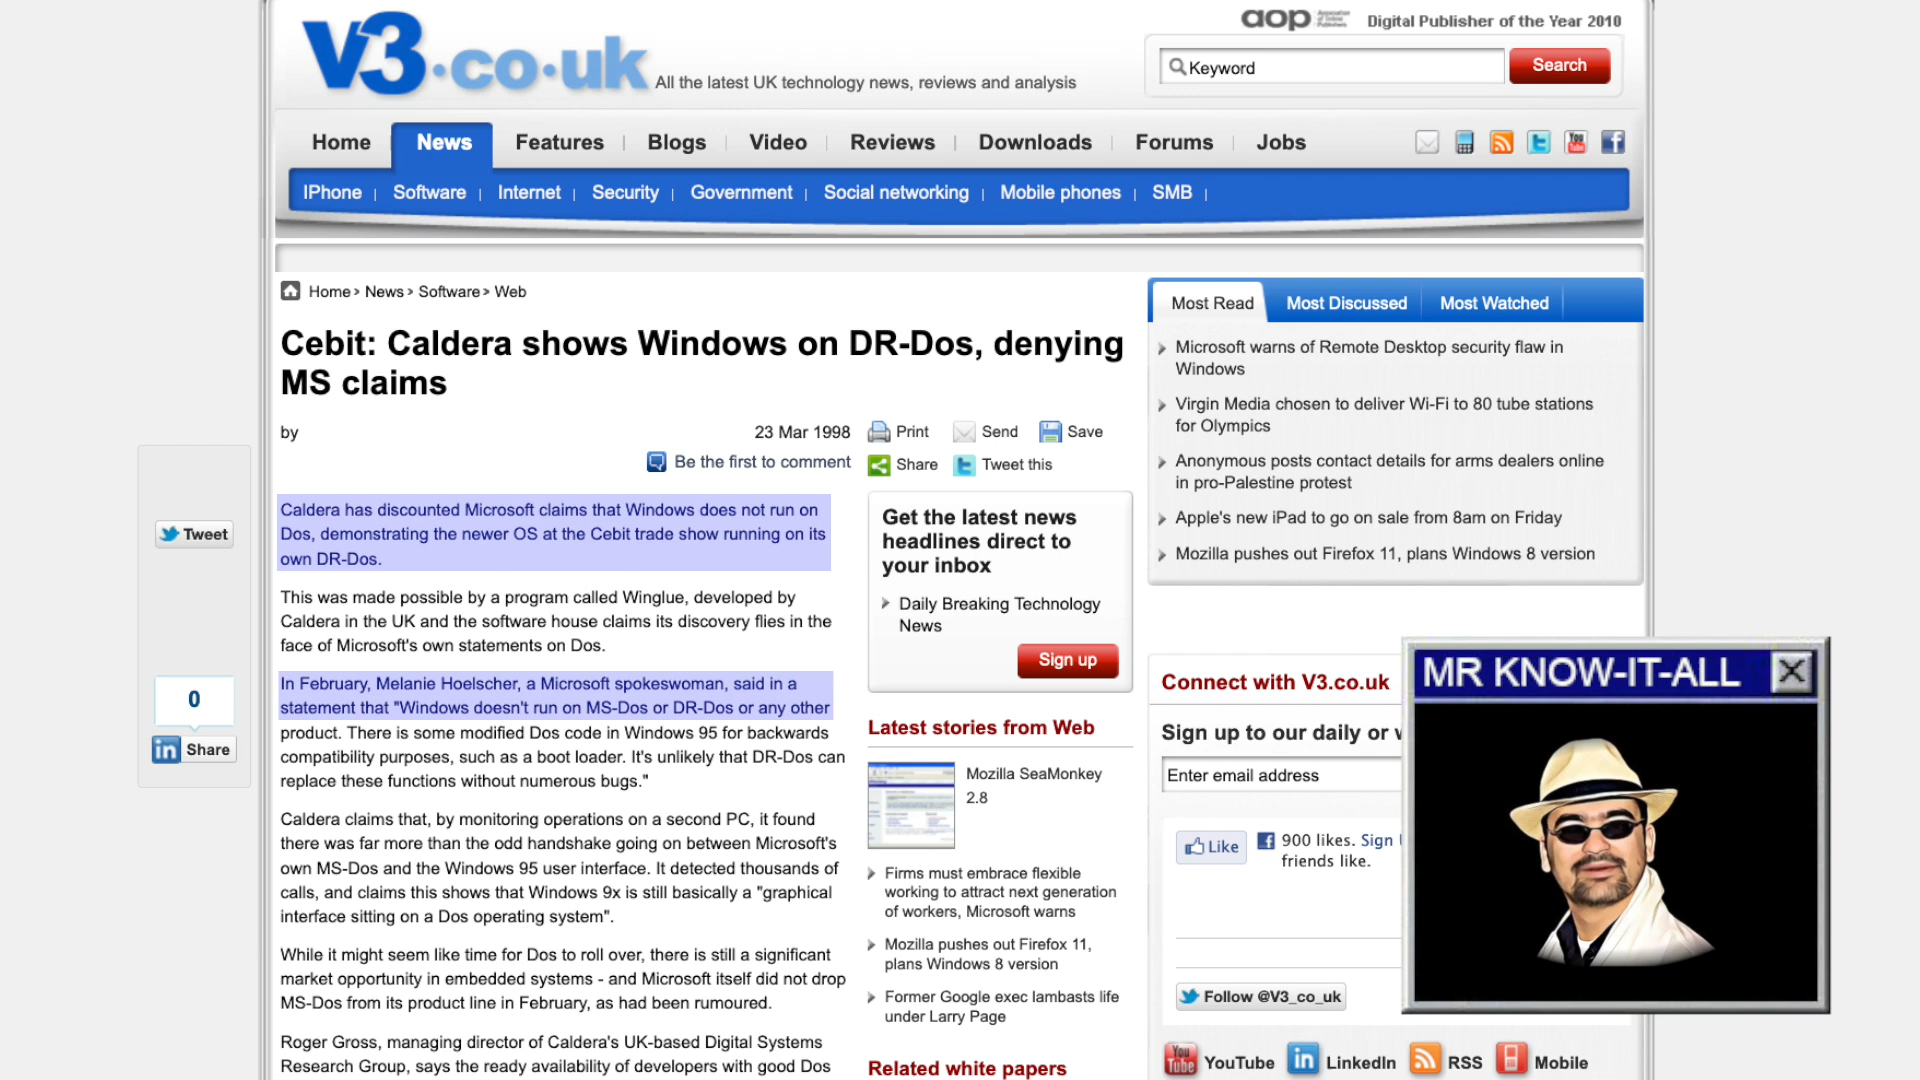 V3.co.uk
All the latest UK technology news, reviews and analysis
aop
Digital Publisher of the Year 2010
Keyword
Search
Home
News
Features
Blogs
Video
Reviews
Downloads
Forums
Jobs
IPhone
Software
Internet
Security
Government
Social networking
Mobile phones
SMB
Home › News › Software › Web
Cebit: Caldera shows Windows on DR-Dos, denying
MS claims
by
23 Mar 1998
Be the first to comment
Print
Send
Save
Share
Tweet this
Tweet
0
in Share
Caldera has discounted Microsoft claims that Windows does not run on
Dos, demonstrating the newer OS at the Cebit trade show running on its
own DR-Dos.
This was made possible by a program called Winglue, developed by
Caldera in the UK and the software house claims its discovery flies in the
face of Microsoft's own statements on Dos.
In February, Melanie Hoelscher, a Microsoft spokeswoman, said in a
statement that "Windows doesn't run on MS-Dos or DR-Dos or any other
product. There is some modified Dos code in Windows 95 for backwards
compatibility purposes, such as a boot loader. It's unlikely that DR-Dos can
replace these functions without numerous bugs."
Caldera claims that, by monitoring operations on a second PC, it found
there was far more than the odd handshake going on between Microsoft's
own MS-Dos and the Windows 95 user interface. It detected thousands of
calls, and claims this shows that Windows 9x is still basically a "graphical
interface sitting on a Dos operating system".
While it might seem like time for Dos to roll over, there is still a significant
market opportunity in embedded systems - and Microsoft itself did not drop
MS-Dos from its product line in February, as had been rumoured.
Roger Gross, managing director of Caldera's UK-based Digital Systems
Research Group, says the ready availability of developers with good Dos
Get the latest news
headlines direct to
your inbox
Daily Breaking Technology
News
Sign up
Latest stories from Web
Mozilla SeaMonkey
2.8
Firms must embrace flexible
working to attract next generation
of workers, Microsoft warns
Mozilla pushes out Firefox 11,
plans Windows 8 version
Former Google exec lambasts life
under Larry Page
Related white papers
Most Read
Most Discussed
Most Watched
Microsoft warns of Remote Desktop security flaw in
Windows
Virgin Media chosen to deliver Wi-Fi to 80 tube stations
for Olympics
Anonymous posts contact details for arms dealers online
in pro-Palestine protest
Apple's new iPad to go on sale from 8am on Friday
Mozilla pushes out Firefox 11, plans Windows 8 version
Connect with V3.co.uk
Sign up to our daily or
Enter email address
Like
900 likes. Sign
friends like.
Follow @V3_co_uk
You Tube YouTube
in LinkedIn
RSS
Mobile
MR KNOW-IT-ALL